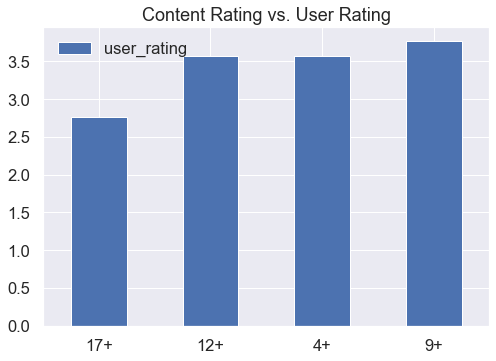 Content Rating vs. User Rating
user_rating
3.5
3.0
2.5
2.0
1.5
1.0
0.5
0.0
17+ 12+ 4+ 9+